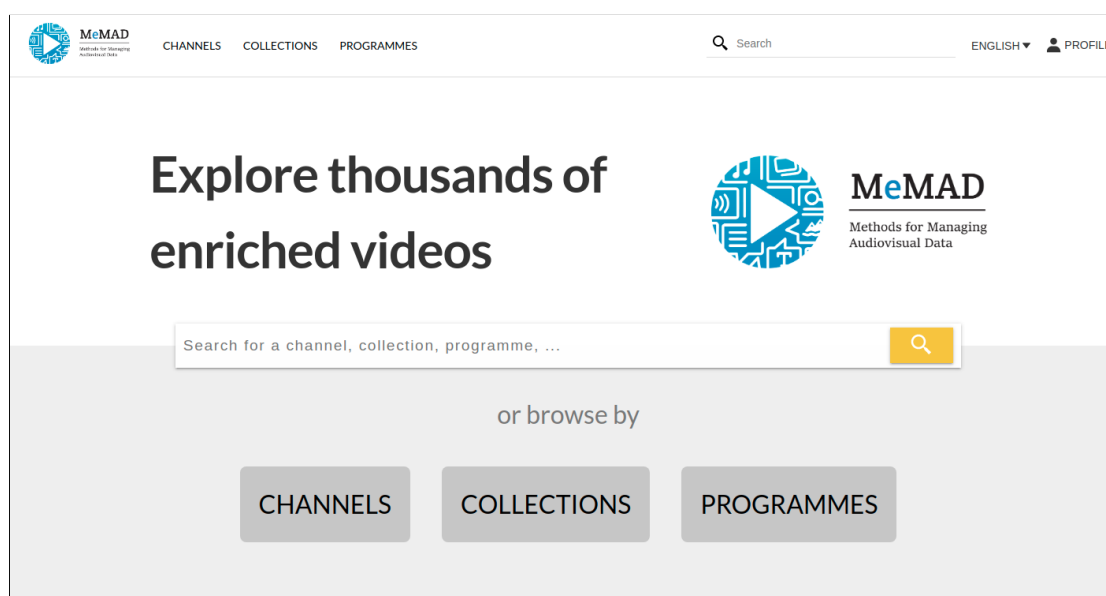 MeMAD
Methods for Managing
Audiovisual Data
CHANNELS COLLECTIONS PROGRAMMES
Search
ENGLISH
PROFIL
Explore thousands of
enriched videos
MeMAD
Methods for Managing
Audiovisual Data
Search for a channel, collection, programme, ...
or browse by
CHANNELS COLLECTIONS PROGRAMMES